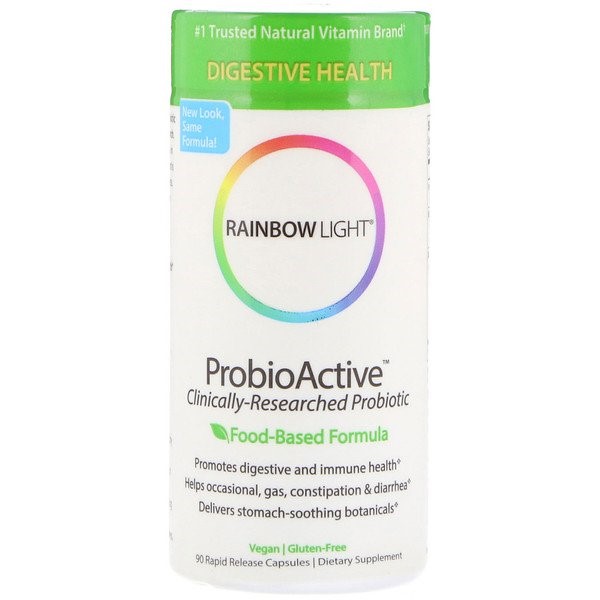 #1 Trusted Natural Vitamin Brand◊
DIGESTIVE HEALTH
New Look,
Same
Formula!
RAINBOW LIGHT®
ProbioActive™
Clinically-Researched Probiotic
Food-Based Formula
Promotes digestive and immune health❖
Helps occasional, gas, constipation & diarrhea❖
Delivers stomach-soothing botanicals❖
Vegan | Gluten-Free
90 Rapid Release Capsules | Dietary Supplement